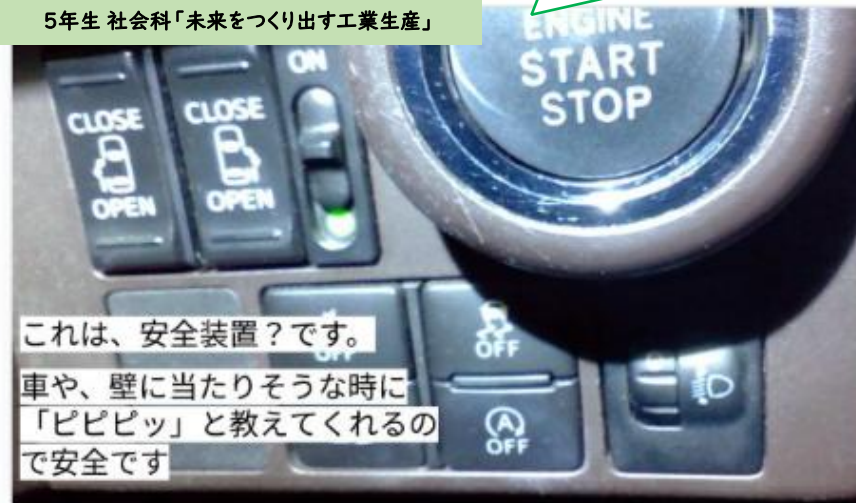 5年生 社会科「未来をつくり出す工業生産」
ENGINE
START
STOP
ON
CLOSE
OPEN
CLOSE
OPEN
これは、安全装置？です。
OFF
OFF
車や、壁に当たりそうな時に
「ピピピッ」と教えてくれるの
で安全です
A
OFF